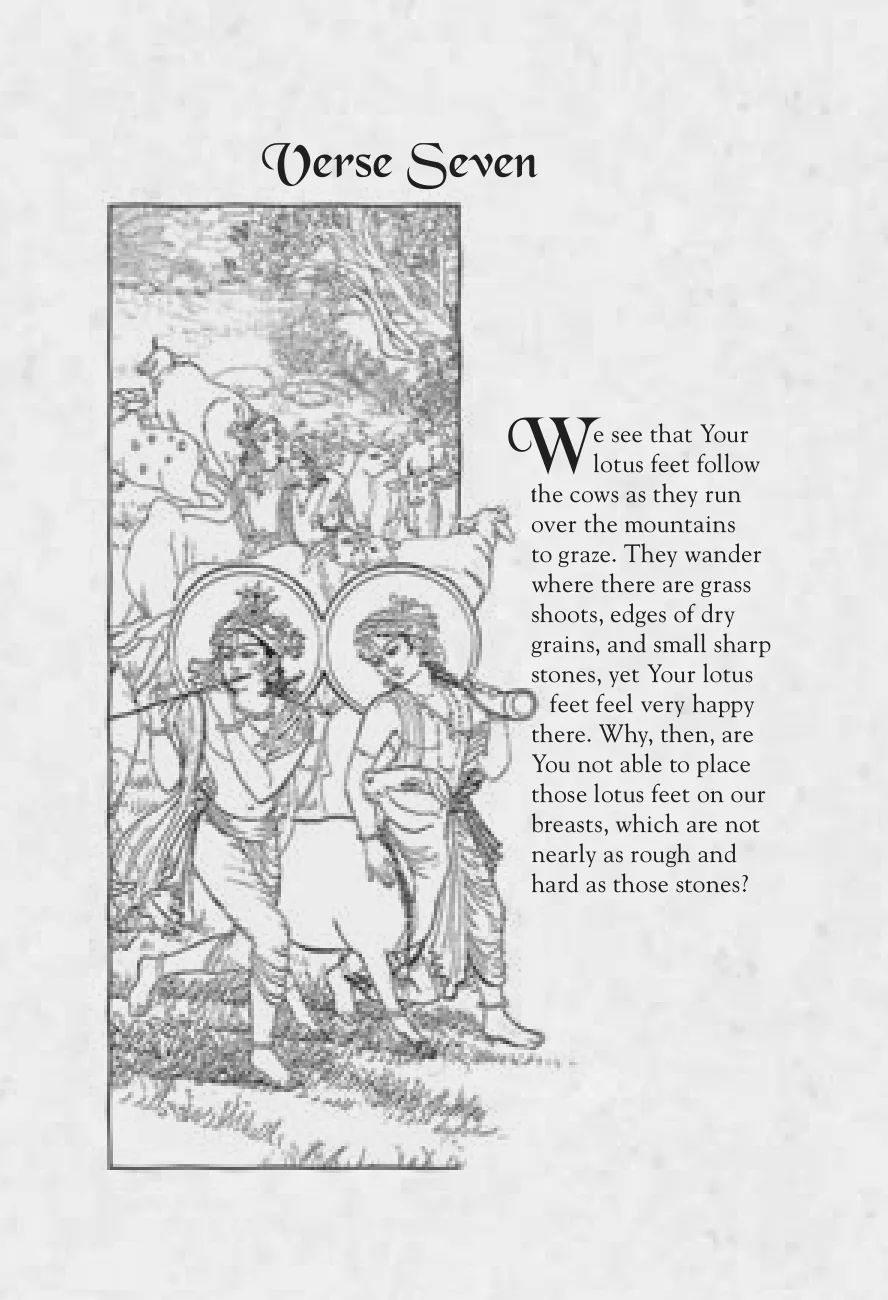 Verse Seven
We see that Your
lotus feet follow
the cows as they run
over the mountains
to graze. They wander
where there are grass
shoots, edges of dry
grains, and small sharp
stones, yet Your lotus
feet feel very happy
there. Why, then, are
You not able to place
those lotus feet on our
breasts, which are not
nearly as rough and
hard as those stones?